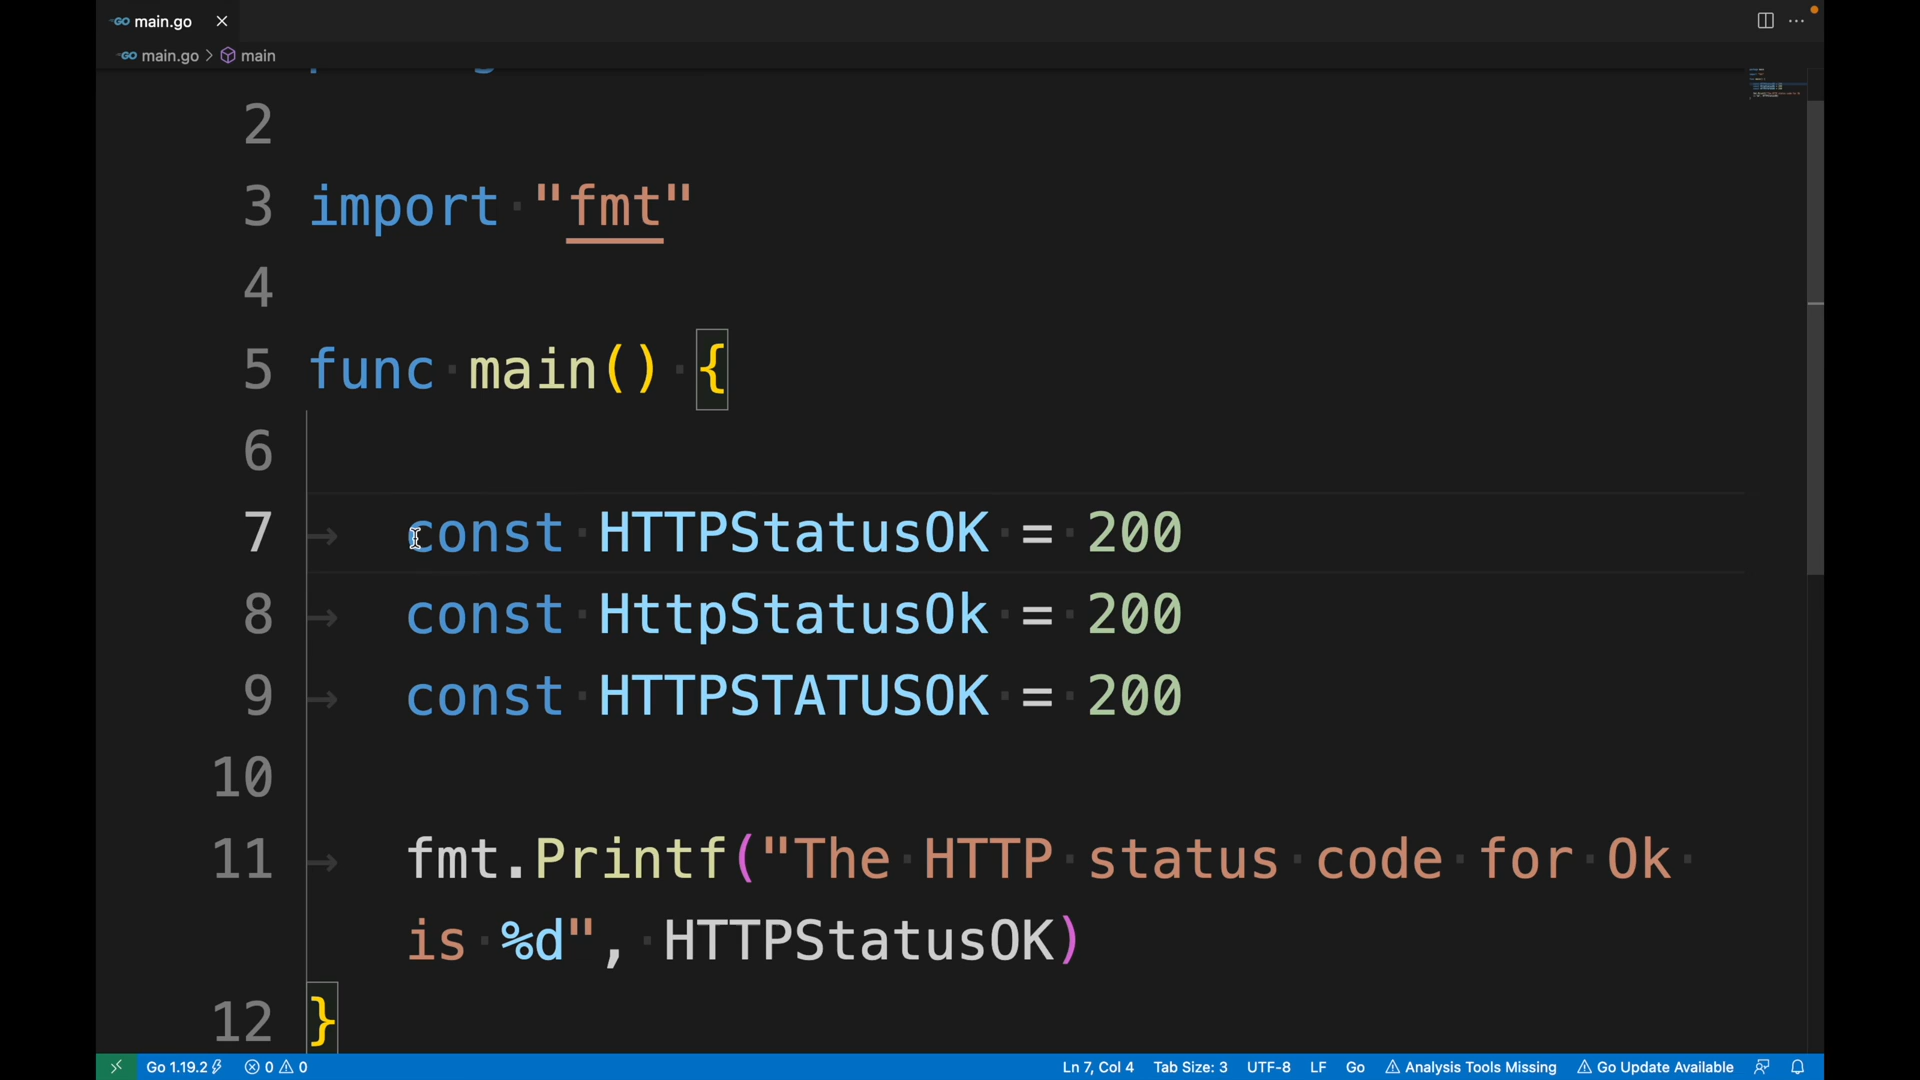 main.go
main.go > main
2
3 import "fmt"
4
5 func main() {
6
7 const HTTPStatusOK = 200
8 const HttpStatusOk = 200
9 const HTTPSTATUSOK = 200
10
11 fmt.Printf("The HTTP status code for Ok
is %d", HTTPStatusOK)
12 }
Go 1.19.2 0 0 Ln 7, Col 4 Tab Size: 3 UTF-8 LF Go Analysis Tools Missing Go Update Available